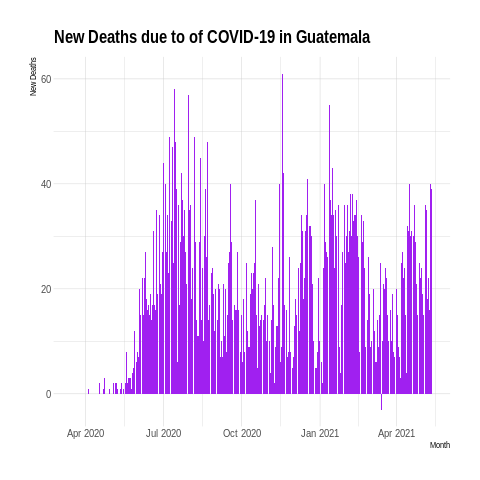 New Deaths due to of COVID-19 in Guatemala
New Deaths
60
40
20
0
Apr 2020 Jul 2020 Oct 2020 Jan 2021 Apr 2021
Month